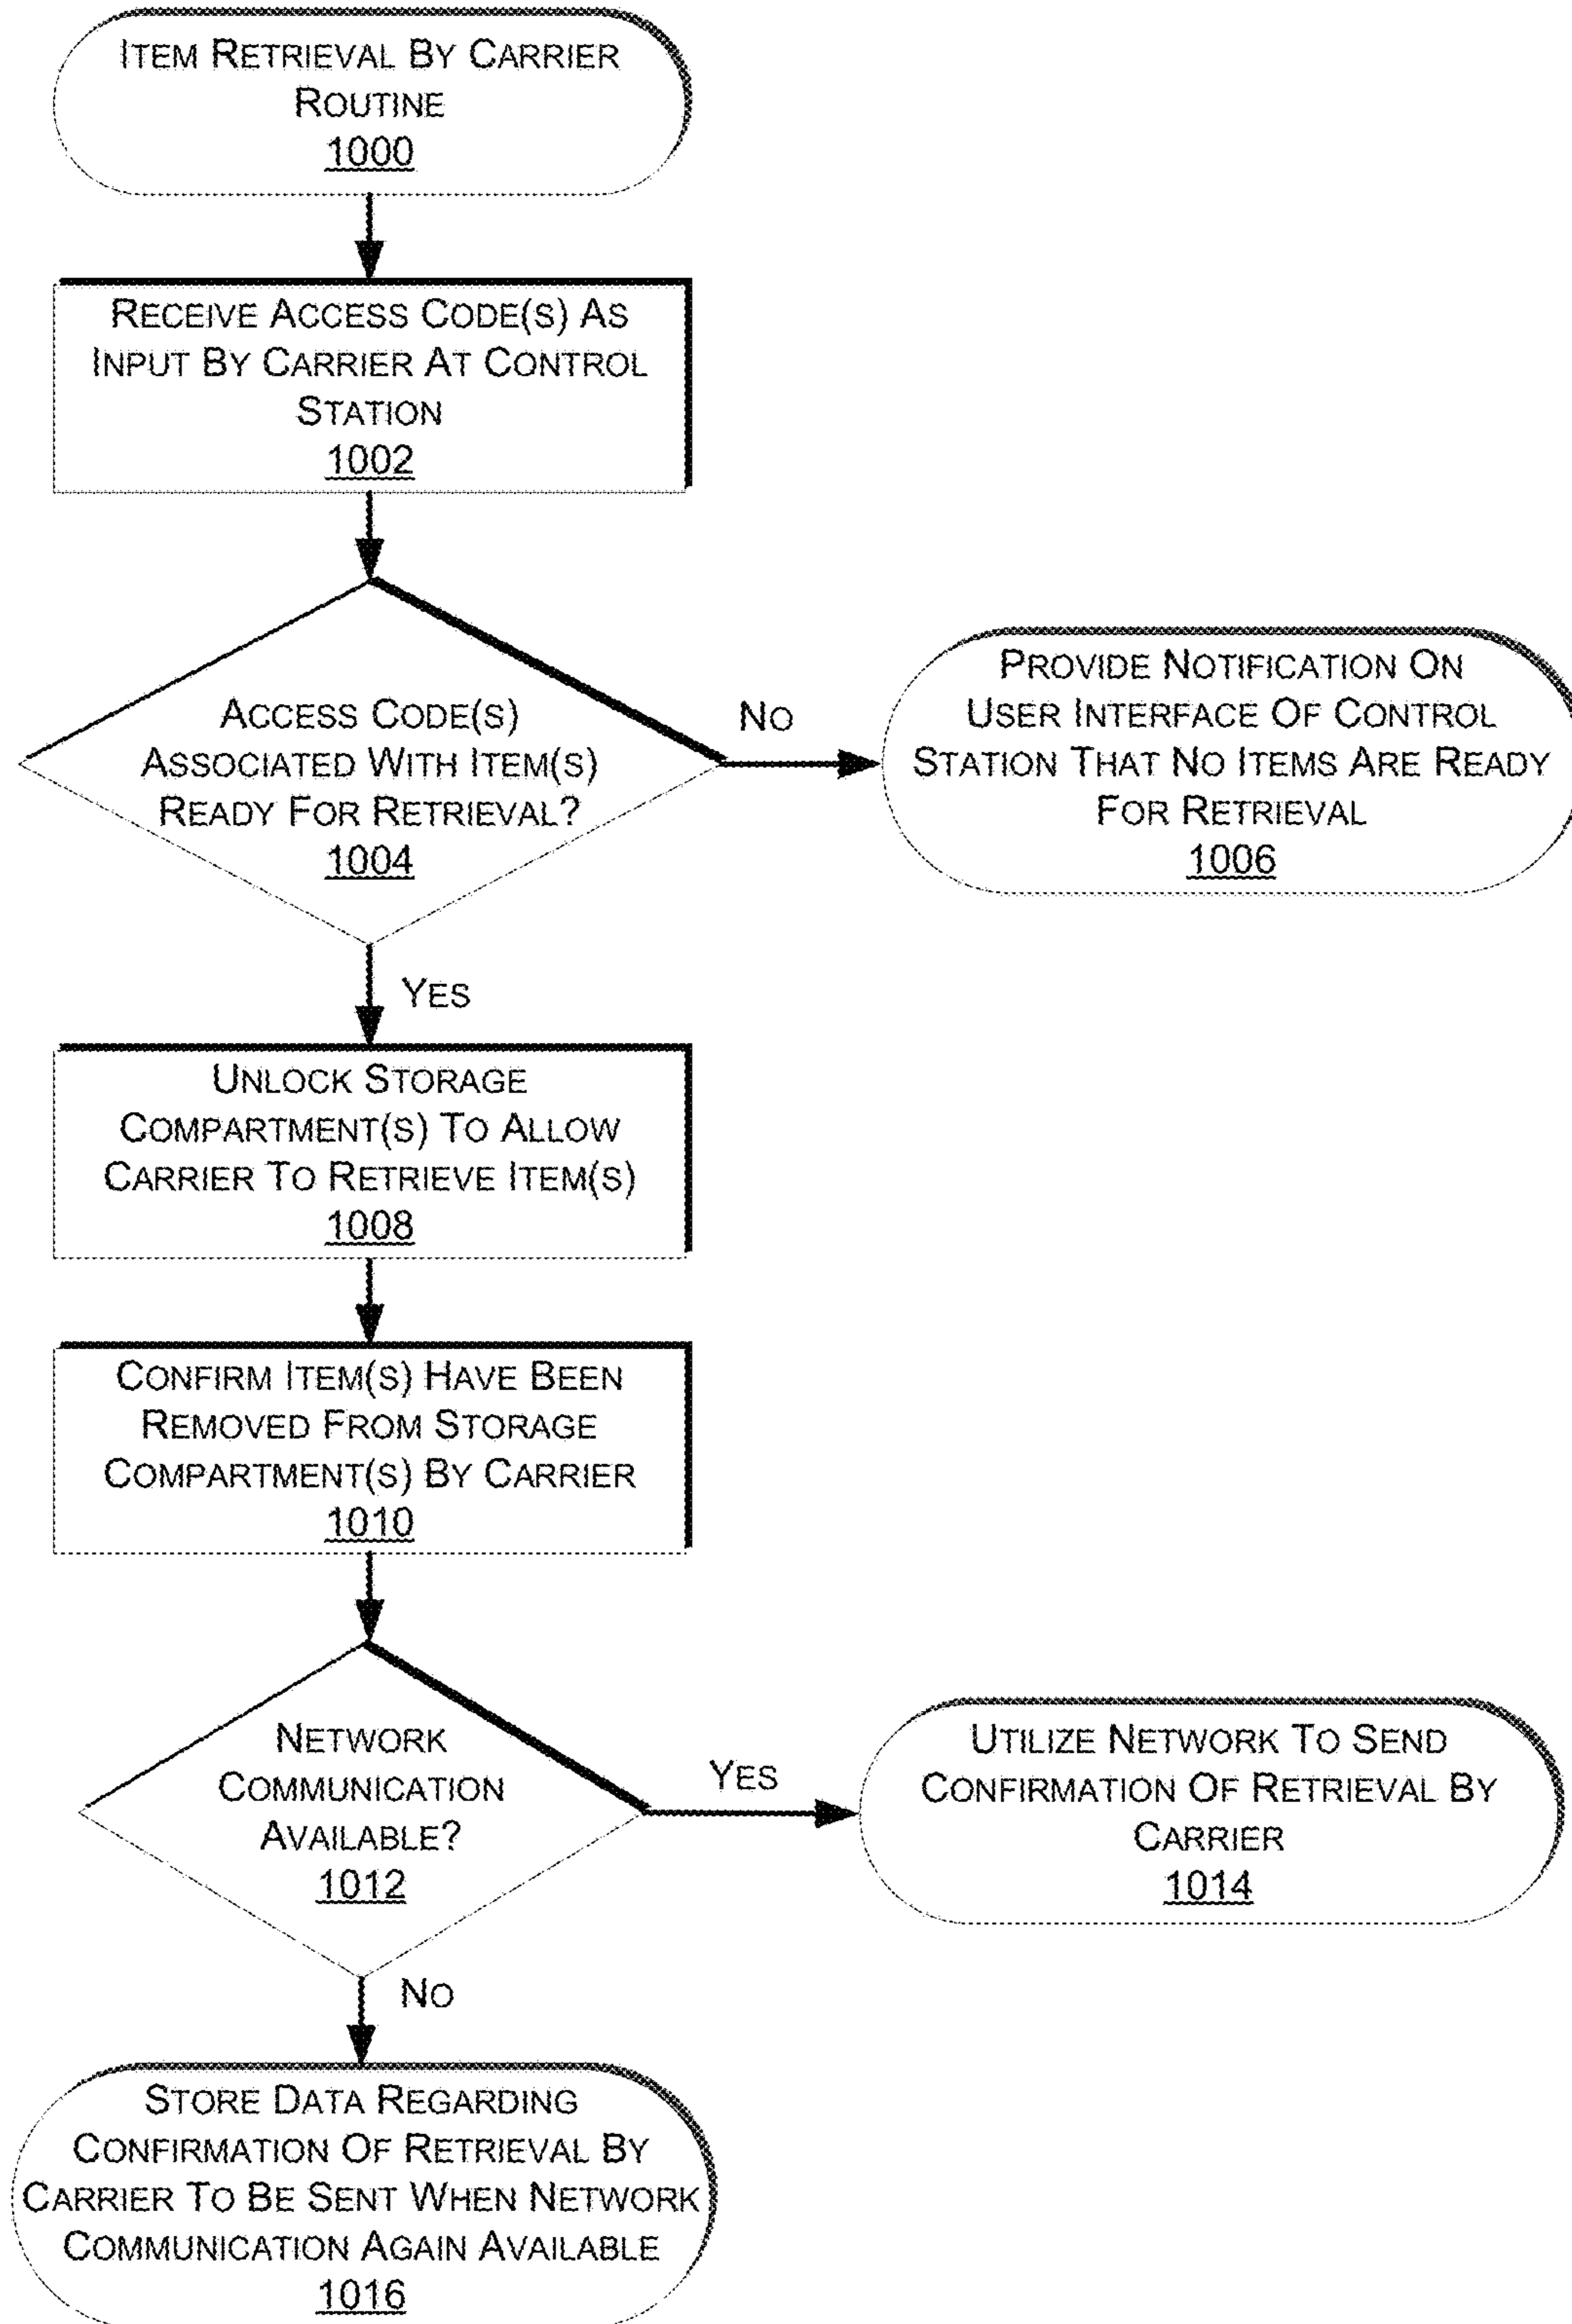 ITEM RETRIEVAL BY CARRIER
ROUTINE
1000
RECEIVE ACCESS CODE(S) AS
INPUT BY CARRIER AT CONTROL
STATION
1002
ACCESS CODE(S)
ASSOCIATED WITH ITEM(S)
READY FOR RETRIEVAL?
1004
NO
PROVIDE NOTIFICATION ON
USER INTERFACE OF CONTROL
STATION THAT NO ITEMS ARE READY
FOR RETRIEVAL
1006
YES
UNLOCK STORAGE
COMPARTMENT(S) TO ALLOW
CARRIER TO RETRIEVE ITEM(S)
1008
CONFIRM ITEM(S) HAVE BEEN
REMOVED FROM STORAGE
COMPARTMENT(S) BY CARRIER
1010
NETWORK
COMMUNICATION
AVAILABLE?
1012
YES
UTILIZE NETWORK TO SEND
CONFIRMATION OF RETRIEVAL BY
CARRIER
1014
NO
STORE DATA REGARDING
CONFIRMATION OF RETRIEVAL BY
CARRIER TO BE SENT WHEN NETWORK
COMMUNICATION AGAIN AVAILABLE
1016